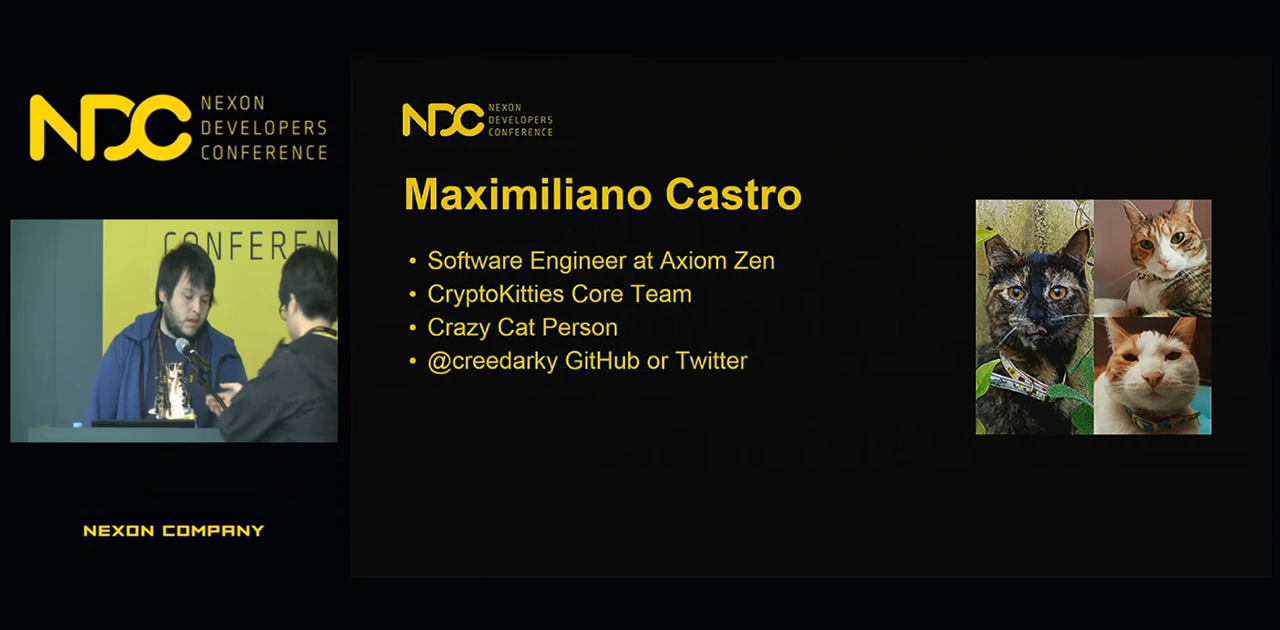 NDC NEXON
DEVELOPERS
CONFERENCE
CONFEREN
NEXON COMPANY
NDC NEXON
DEVELOPERS
CONFERENCE
Maximiliano Castro
• Software Engineer at Axiom Zen
• CryptoKitties Core Team
• Crazy Cat Person
• @creedarky GitHub or Twitter